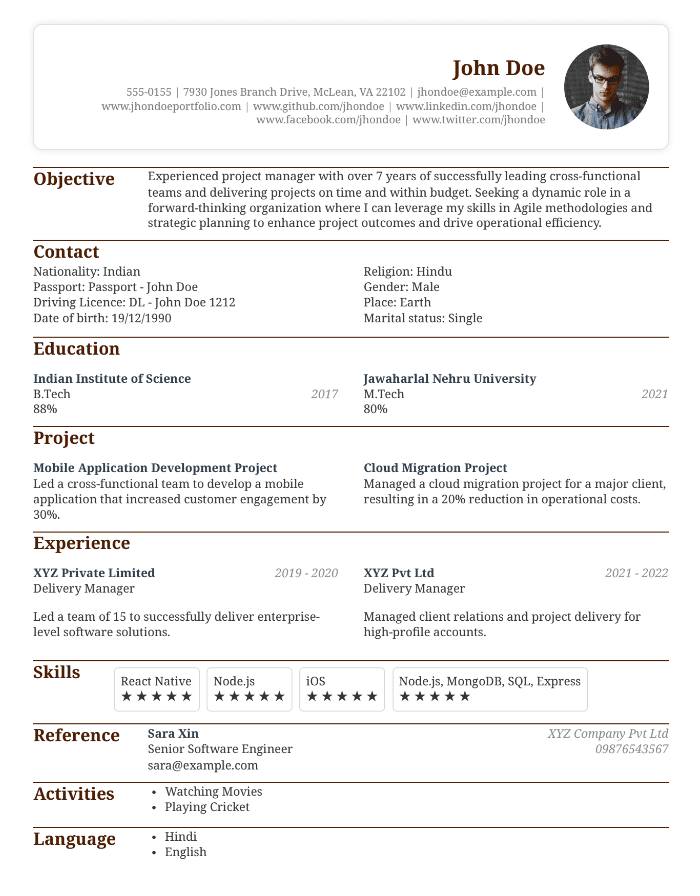 John Doe
555-0155 | 7930 Jones Branch Drive, McLean, VA 22102 | jhondoe@example.com |
www.jhondoeportfolio.com | www.github.com/jhondoe | www.linkedin.com/jhondoe |
www.facebook.com/jhondoe | www.twitter.com/jhondoe
Objective
Experienced project manager with over 7 years of successfully leading cross-functional
teams and delivering projects on time and within budget. Seeking a dynamic role in a
forward-thinking organization where I can leverage my skills in Agile methodologies and
strategic planning to enhance project outcomes and drive operational efficiency.
Contact
Nationality: Indian
Passport: Passport - John Doe
Driving Licence: DL - John Doe 1212
Date of birth: 19/12/1990
Religion: Hindu
Gender: Male
Place: Earth
Marital status: Single
Education
Indian Institute of Science
B.Tech 2017
88%
Jawaharlal Nehru University
M.Tech 2021
80%
Project
Mobile Application Development Project
Led a cross-functional team to develop a mobile
application that increased customer engagement by
30%.
Cloud Migration Project
Managed a cloud migration project for a major client,
resulting in a 20% reduction in operational costs.
Experience
XYZ Private Limited 2019 - 2020
Delivery Manager
Led a team of 15 to successfully deliver enterprise-
level software solutions.
XYZ Pvt Ltd 2021 - 2022
Delivery Manager
Managed client relations and project delivery for
high-profile accounts.
Skills
React Native
★★★★★
Node.js
★★★★★
iOS
★★★★★
Node.js, MongoDB, SQL, Express
★★★★★
Reference
Sara Xin
Senior Software Engineer
sara@example.com
XYZ Company Pvt Ltd
09876543567
Activities
• Watching Movies
• Playing Cricket
Language
• Hindi
• English